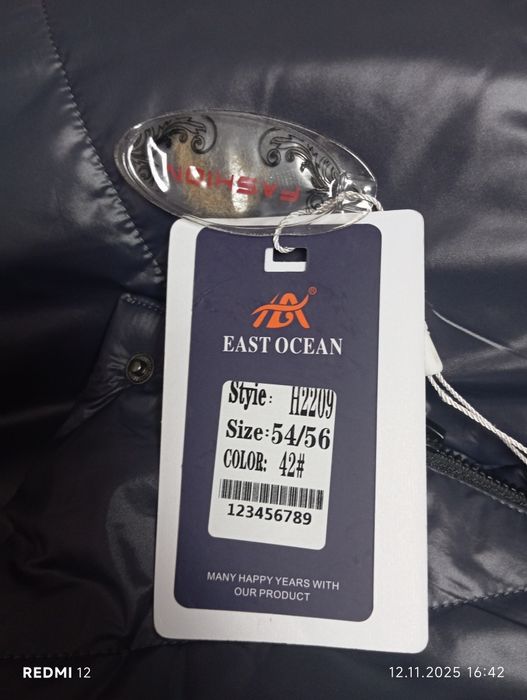 FASHION
®
EAST OCEAN
Styie: H2209
Size:54/56
COLOR: 42#
123456789
MANY HAPPY YEARS WITH
OUR PRODUCT
REDMI 12
12.11.2025 16:42